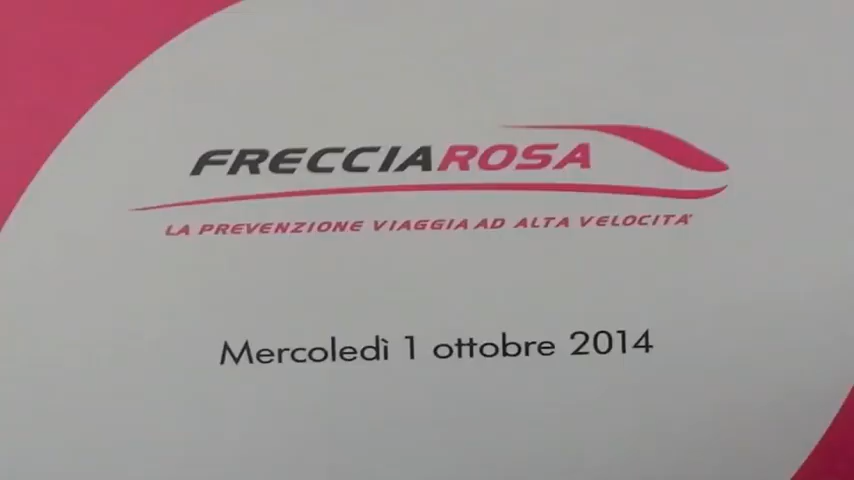 FRECCIAROSA
LA PREVENZIONE VIAGGIA AD ALTA VELOCITA'
Mercoledì 1 ottobre 2014